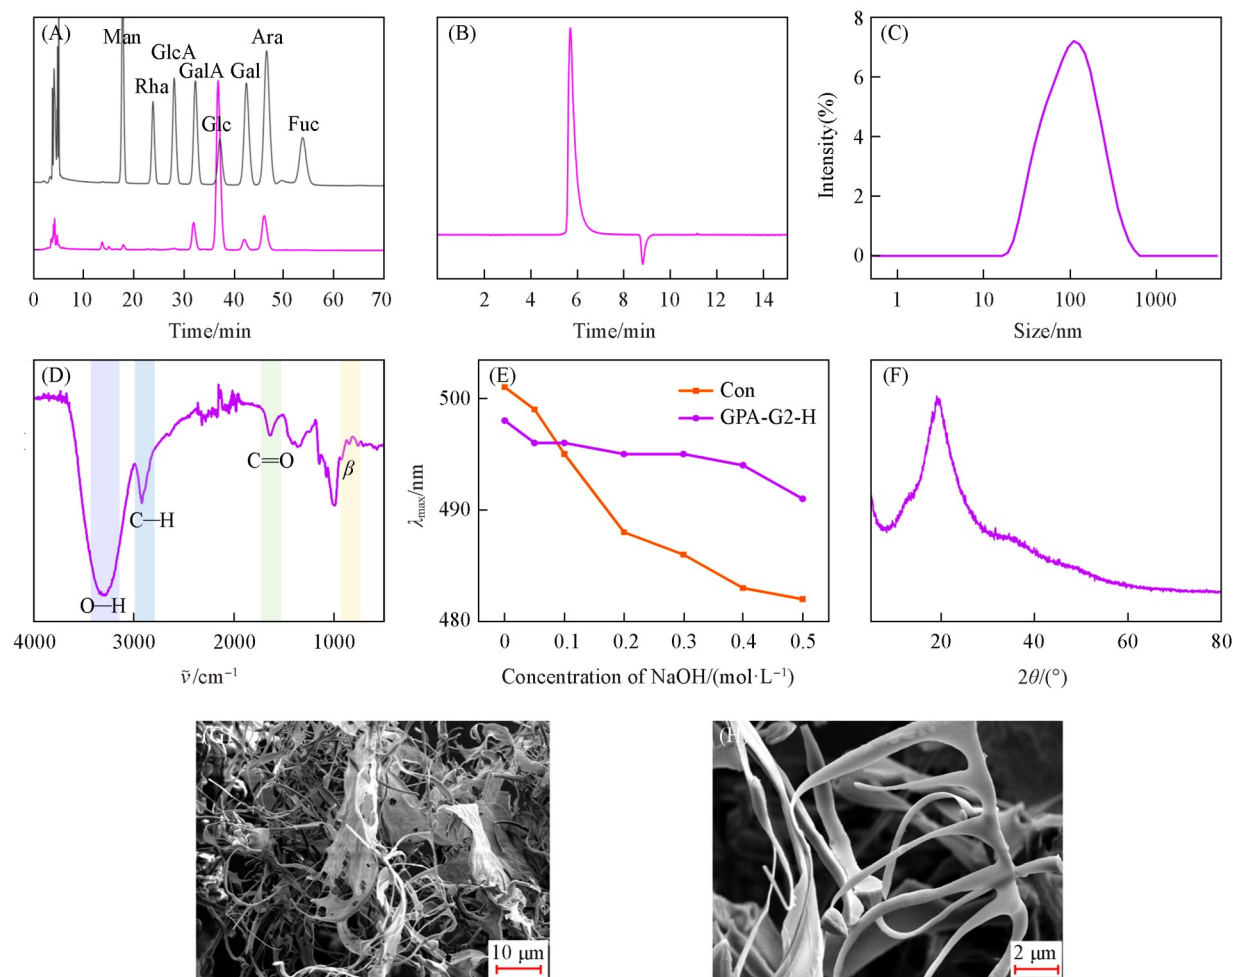 (A)
Man
GlcA
Ara
Rha
GalA
Gal
Glc
Fuc
0 10 20 30 40 50 60 70
Time/min
(B)
2 4 6 8 10 12 14
Time/min
(C)
8
6
4
2
0
Intensity(%)
1 10 100 1000
Size/nm
(D)
C=O
β
C—H
O—H
4000 3000 2000 1000
ṽ/cm⁻¹
(E)
Con
GPA-G2-H
500
490
480
λmax/nm
0 0.1 0.2 0.3 0.4 0.5
Concentration of NaOH/(mol·L⁻¹)
(F)
20 40 60 80
2θ/(°)
(G)
10 μm
(H)
2 μm